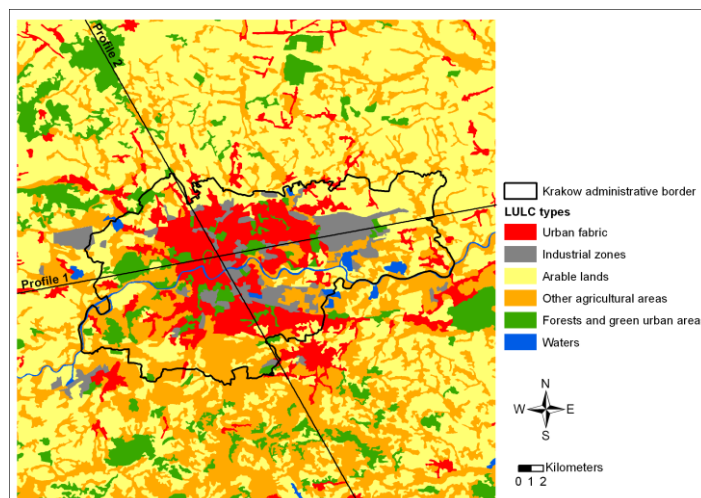 Profile 2
Profile 1
Krakow administrative border
LULC types
Urban fabric
Industrial zones
Arable lands
Other agricultural areas
Forests and green urban area
Waters
N
W E
S
Kilometers
0 1 2